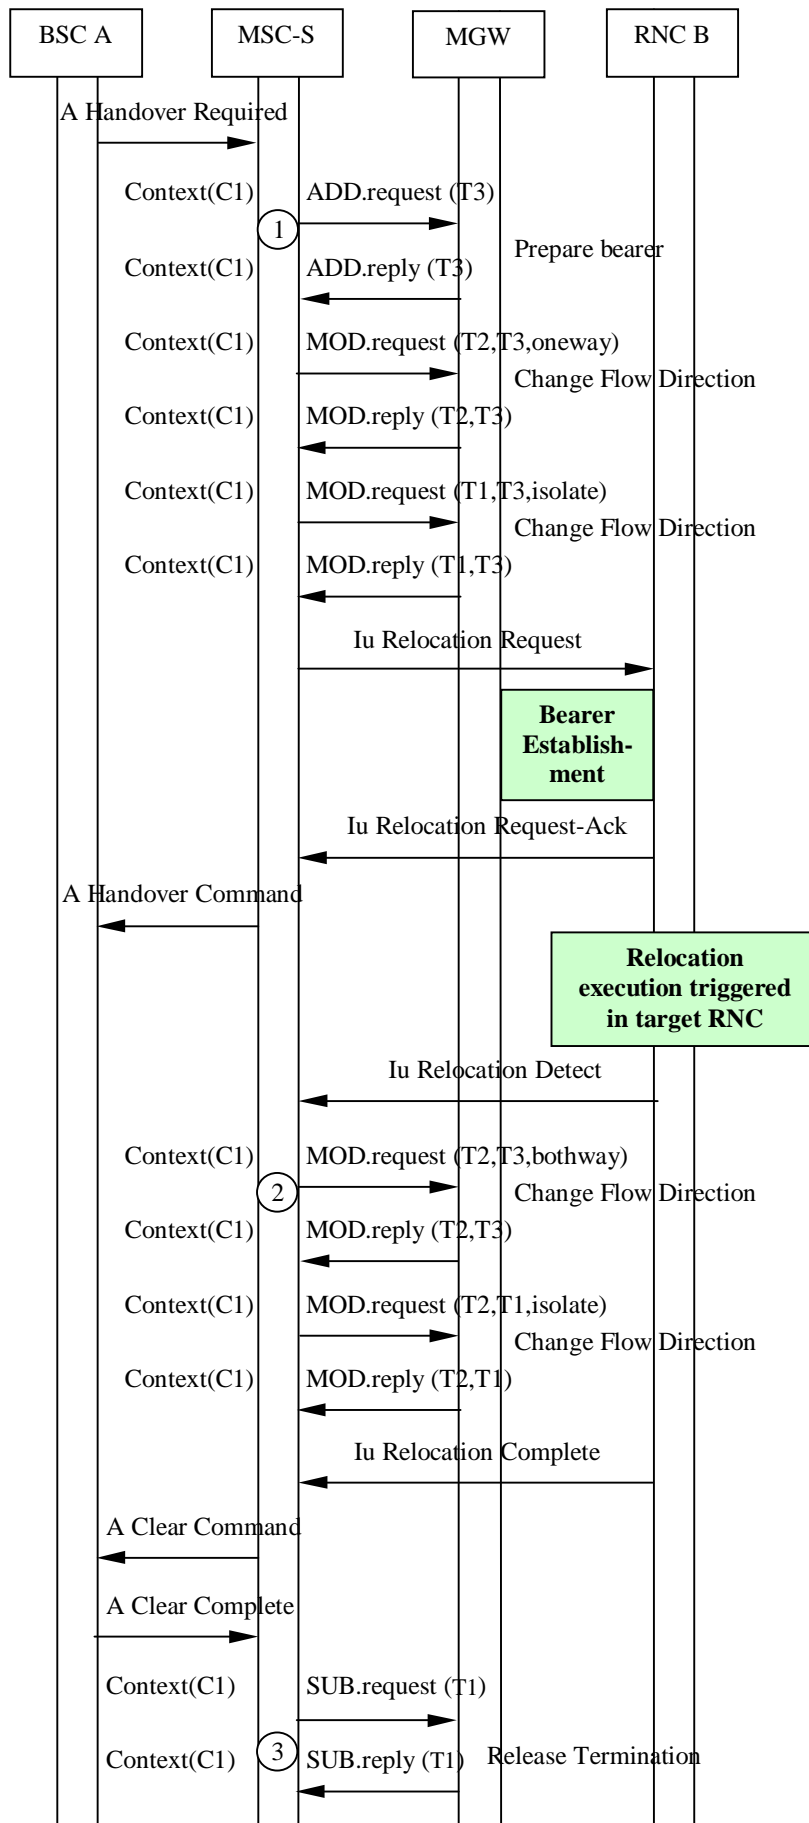 BSC A
MSC-S
MGW
RNC B
A Handover Required
Context(C1)
ADD.request (T3)
1
Prepare bearer
Context(C1)
ADD.reply (T3)
Context(C1)
MOD.request (T2,T3,oneway)
Change Flow Direction
Context(C1)
MOD.reply (T2,T3)
Context(C1)
MOD.request (T1,T3,isolate)
Change Flow Direction
Context(C1)
MOD.reply (T1,T3)
Iu Relocation Request
Bearer
Establish-
ment
Iu Relocation Request-Ack
A Handover Command
Relocation
execution triggered
in target RNC
Iu Relocation Detect
Context(C1)
MOD.request (T2,T3,bothway)
2
Change Flow Direction
Context(C1)
MOD.reply (T2,T3)
Context(C1)
MOD.request (T2,T1,isolate)
Change Flow Direction
Context(C1)
MOD.reply (T2,T1)
Iu Relocation Complete
A Clear Command
A Clear Complete
Context(C1)
SUB.request (T1)
3
Context(C1)
SUB.reply (T1)
Release Termination